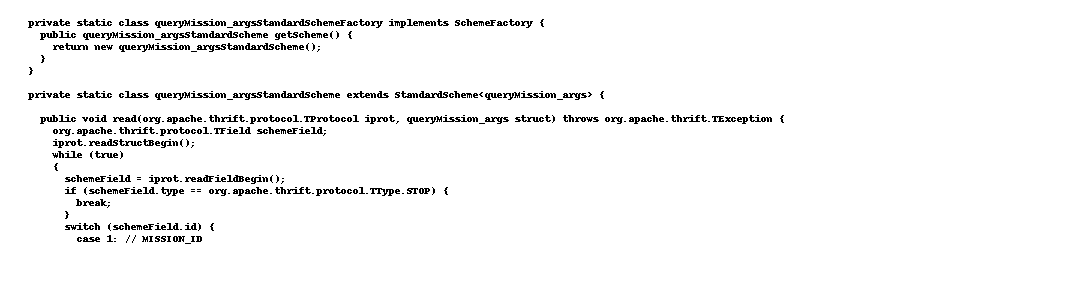 private static class queryMission_argsStandardSchemeFactory implements SchemeFactory {
public queryMission_argsStandardScheme getScheme() {
return new queryMission_argsStandardScheme();
}
}
private static class queryMission_argsStandardScheme extends StandardScheme<queryMission_args> {
public void read(org.apache.thrift.protocol.TProtocol iprot, queryMission_args struct) throws org.apache.thrift.TException {
org.apache.thrift.protocol.TField schemeField;
iprot.readStructBegin();
while (true)
{
schemeField = iprot.readFieldBegin();
if (schemeField.type == org.apache.thrift.protocol.TType.STOP) {
break;
}
switch (schemeField.id) {
case 1: // MISSION_ID